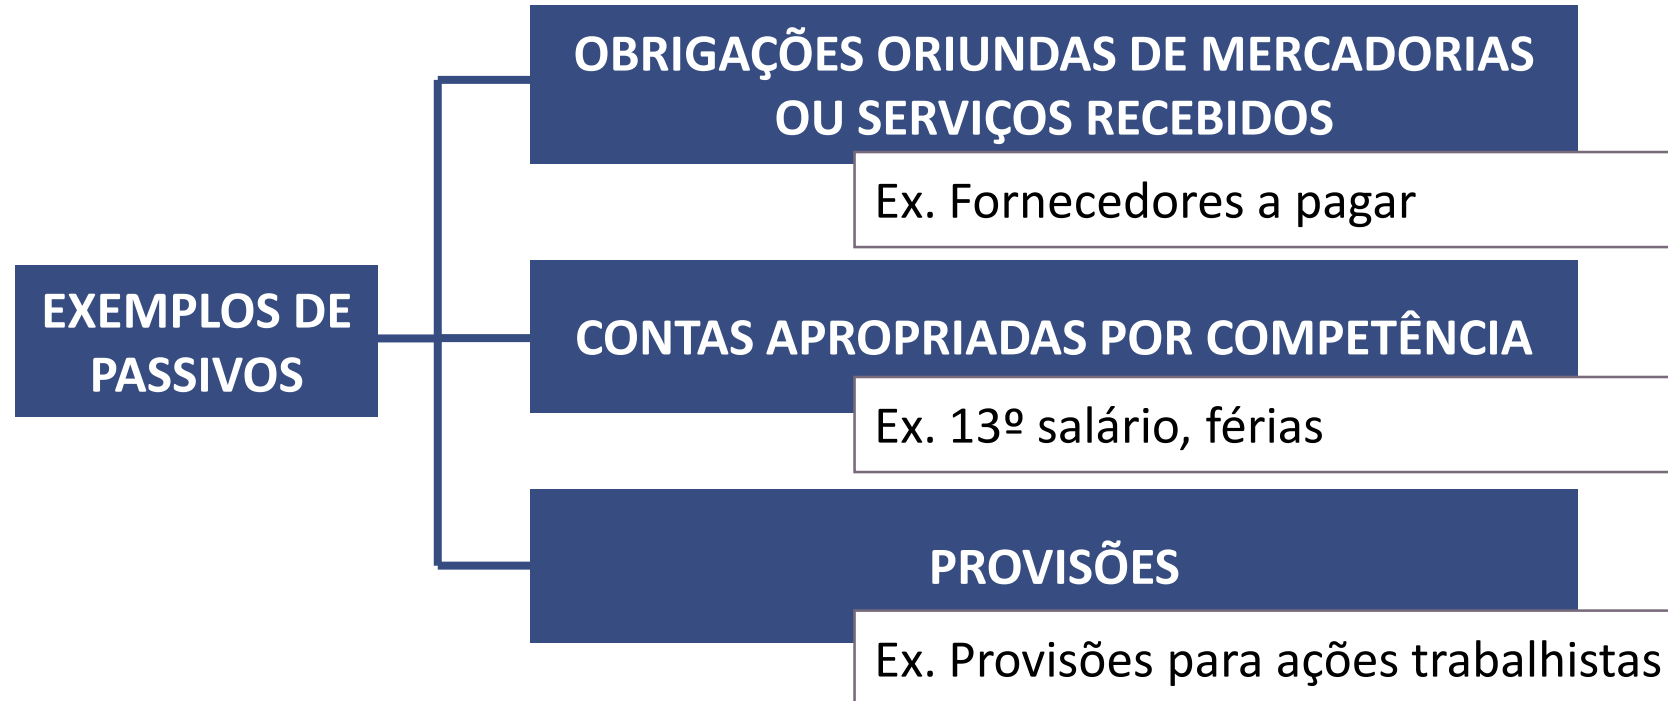 EXEMPLOS DE
PASSIVOS
OBRIGAÇÕES ORIUNDAS DE MERCADORIAS
OU SERVIÇOS RECEBIDOS
Ex. Fornecedores a pagar
CONTAS APROPRIADAS POR COMPETÊNCIA
Ex. 13º salário, férias
PROVISÕES
Ex. Provisões para ações trabalhistas